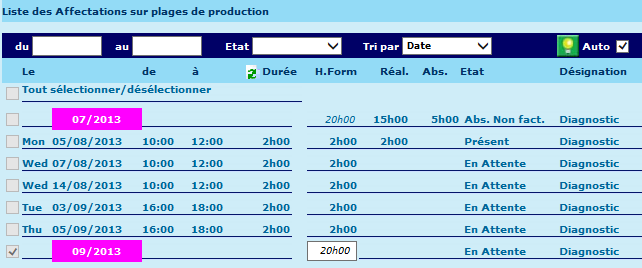 Liste des Affectations sur plages de production
du au Etat Tri par Date Auto
Le de à Durée H.Form Réal. Abs. Etat Désignation
Tout sélectionner/désélectionner
07/2013 20h00 15h00 5h00 Abs. Non fact. Diagnostic
Mon 05/08/2013 10:00 12:00 2h00 2h00 2h00 Présent Diagnostic
Wed 07/08/2013 10:00 12:00 2h00 2h00 En Attente Diagnostic
Wed 14/08/2013 10:00 12:00 2h00 2h00 En Attente Diagnostic
Tue 03/09/2013 16:00 18:00 2h00 2h00 En Attente Diagnostic
Thu 05/09/2013 16:00 18:00 2h00 2h00 En Attente Diagnostic
09/2013 20h00 En Attente Diagnostic